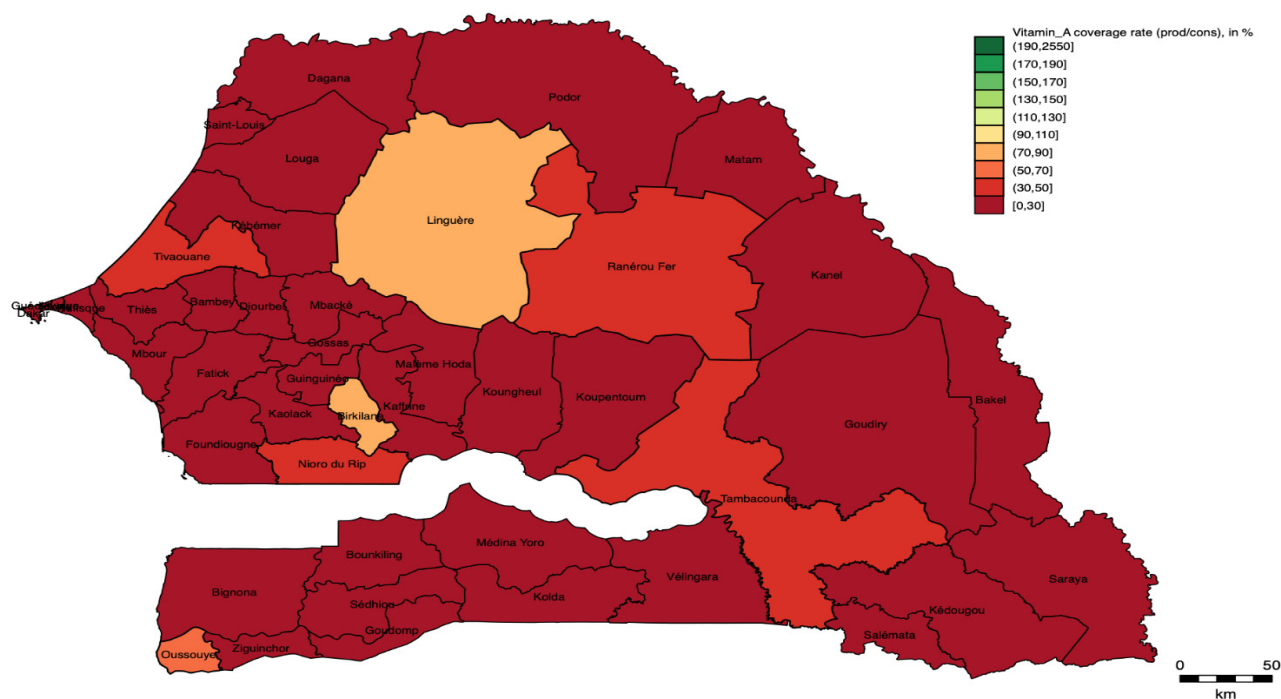 Vitamin_A coverage rate (prod/cons), in %
(190,2550]
(170,190]
(150,170]
(130,150]
(110,130]
(90,110]
(70,90]
(50,70]
(30,50]
[0,30]
Dagana
Podor
Saint-Louis
Louga
Matam
Linguère
Kébémer
Tivaouane
Ranérou Fer
Kanel
Thiès
Bambey
Diourbel
Mbacké
Dakar
Mbour
Gossas
Fatick
Guinguinéo
Malème Hoda
Koungheul
Koupentoum
Kaolack
Birkilane
Kaffrine
Goudiry
Bakel
Foundiougne
Nioro du Rip
Tambacounda
Médina Yoro
Bounkiling
Vélingara
Bignona
Sédhiou
Kolda
Saraya
Kédougou
Goudomp
Salémata
Oussouye
Ziguinchor
0 50
km